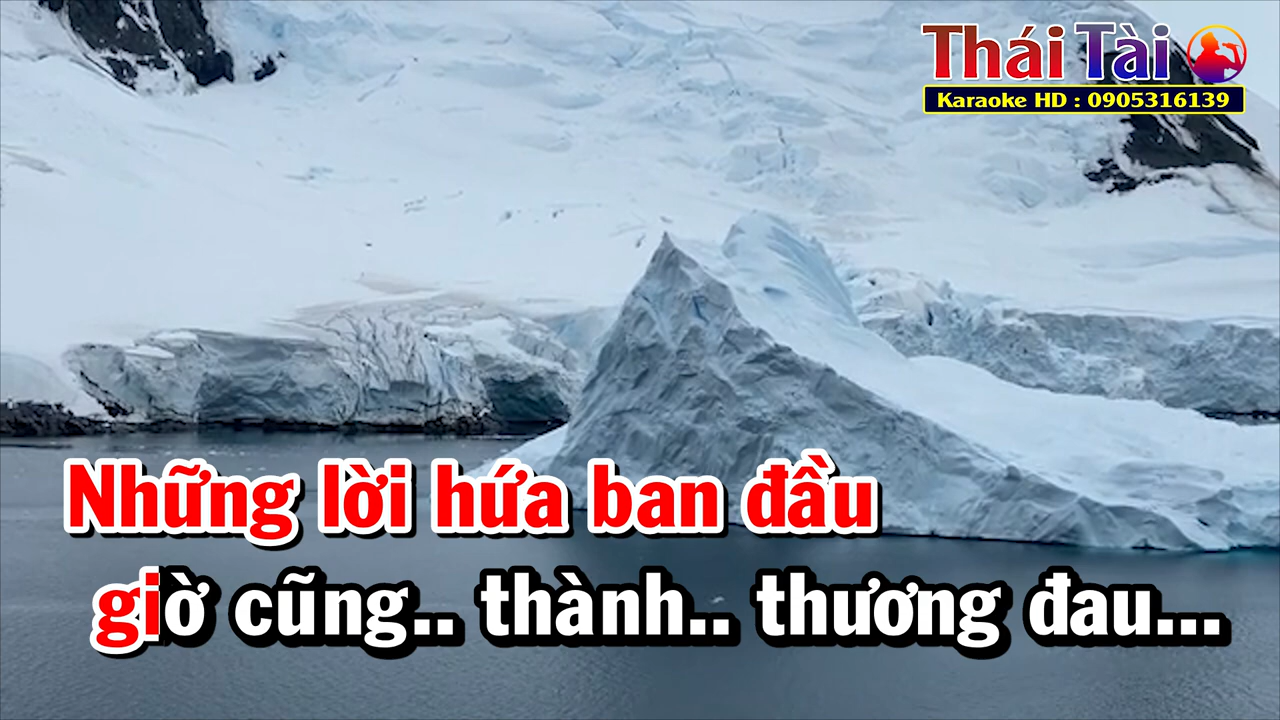 Thái Tài
Karaoke HD : 0905316139
Những lời hứa ban đầu
giờ cũng.. thành.. thương đau...